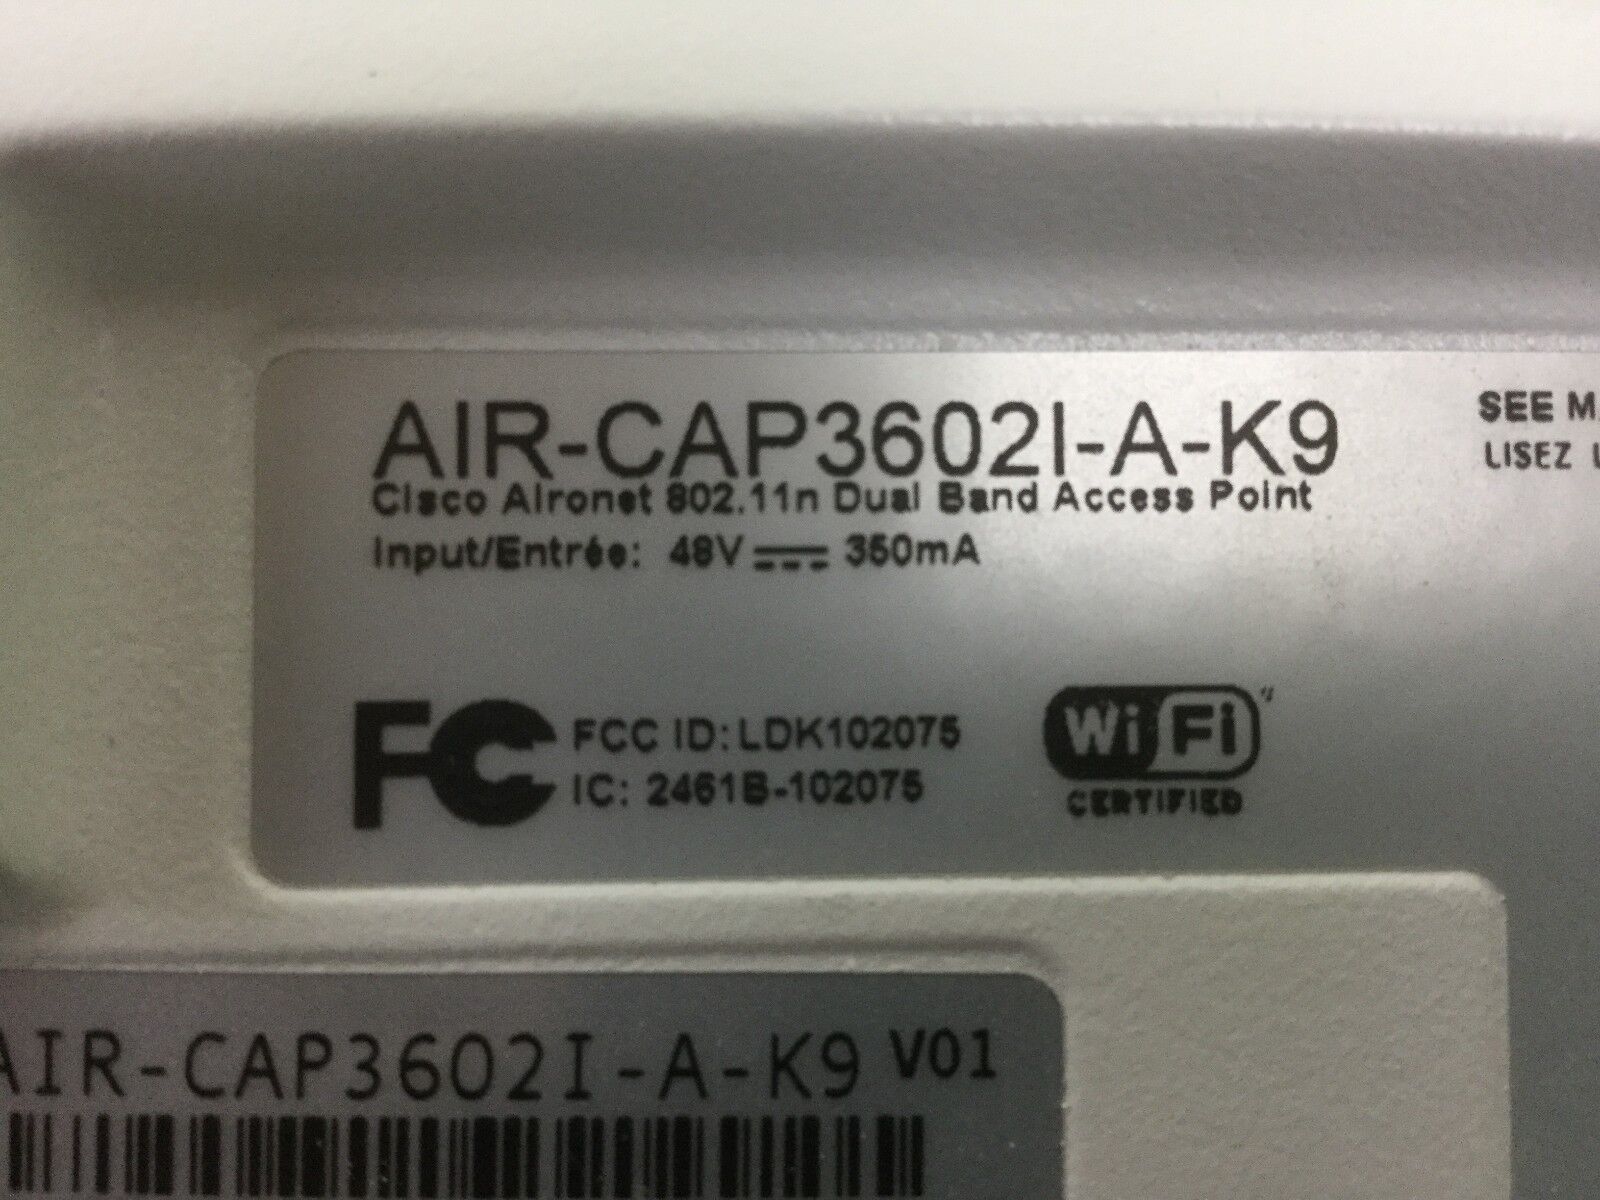 AIR-CAP3602I-A-K9
Cisco Aironet 802.11n Dual Band Access Point
Input/Entrée: 48V 350mA
SEE
LISEZ
FC
FCC ID: LDK102075
IC: 2461B-102075
WiFi
CERTIFIED
AIR-CAP3602I-A-K9 V01